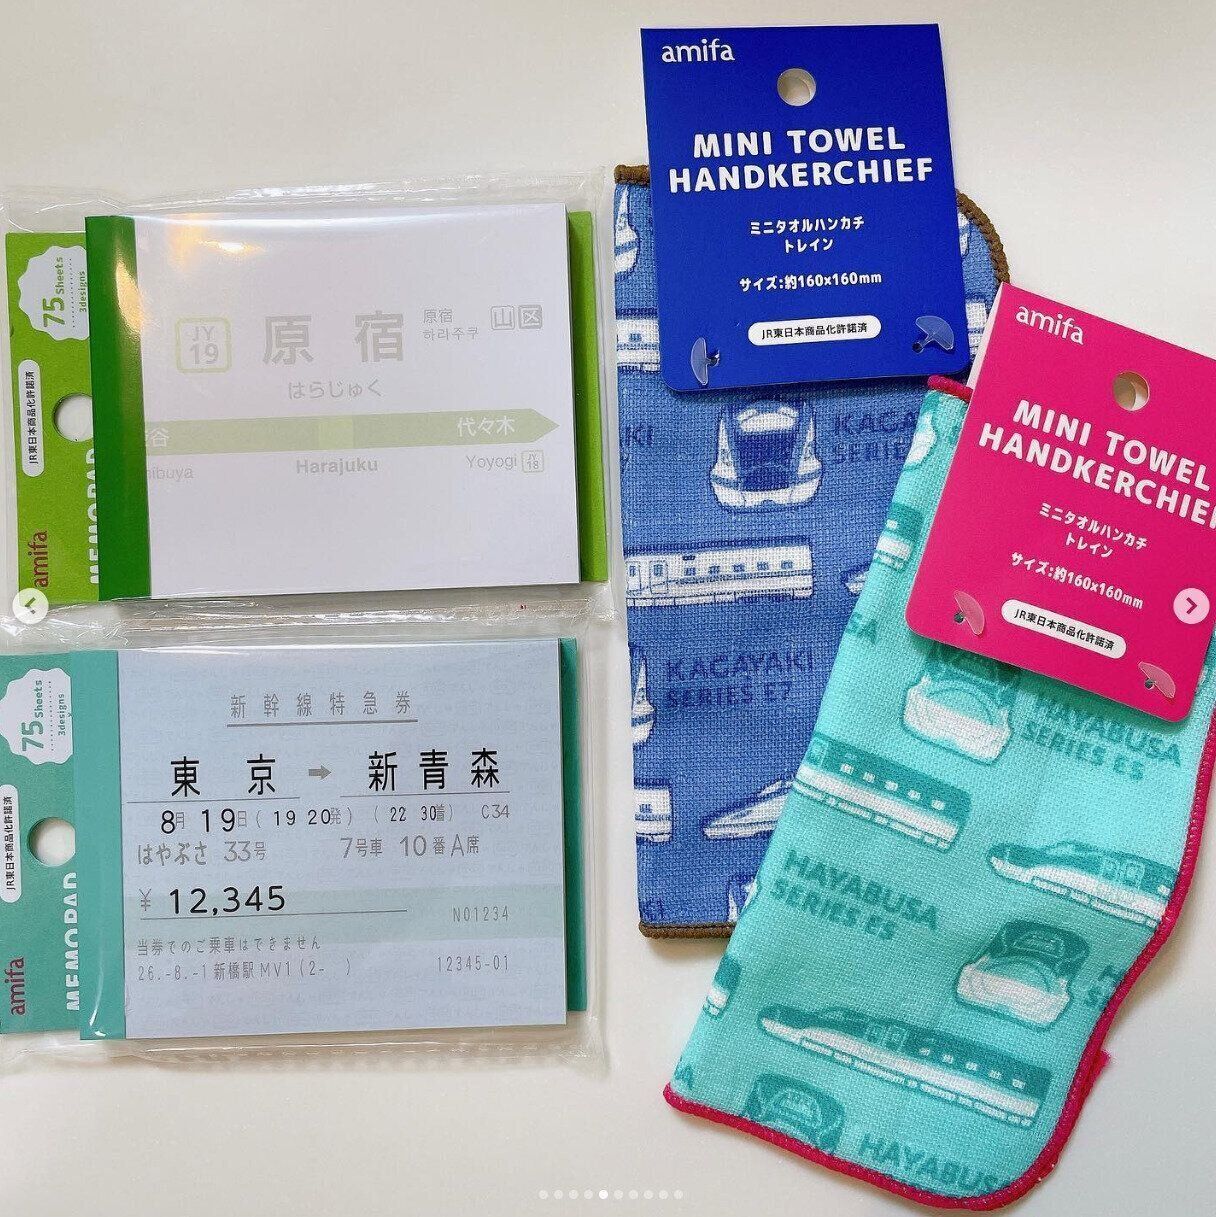 75 Sheets
3designs
JR東日本商品化許諾済
amifa
MEMOPAD
JY
19
原宿
原宿
하라주쿠
山 区
はらじゅく
谷
代々木
hibuya
Harajuku
Yoyogi
JY
18
75 Sheets
3designs
JR東日本商品化許諾済
amifa
MEMOPAD
新幹線特急券
東京 → 新青森
8月19日( 19 20発) ( 22 30着) C34
はやぶさ 33号 7号車 10番A席
¥ 12,345
N01234
当券でのご乗車はできません
26.-8.-1新橋駅MV1(2- ) 12345-01
amifa
MINI TOWEL
HANDKERCHIEF
ミニタオルハンカチ
トレイン
サイズ:約160x160mm
JR東日本商品化許諾済
KI
KAGA
SERIE
KAGAYAKI
SERIES E7
KI
amifa
MINI TOWEL
HANDKERCHIEF
ミニタオルハンカチ
トレイン
サイズ:約160x160mm
JR東日本商品化許諾済
USA
HAYABUSA
SERIES E5
HAYABUSA
SERIES E5
HAYABUS